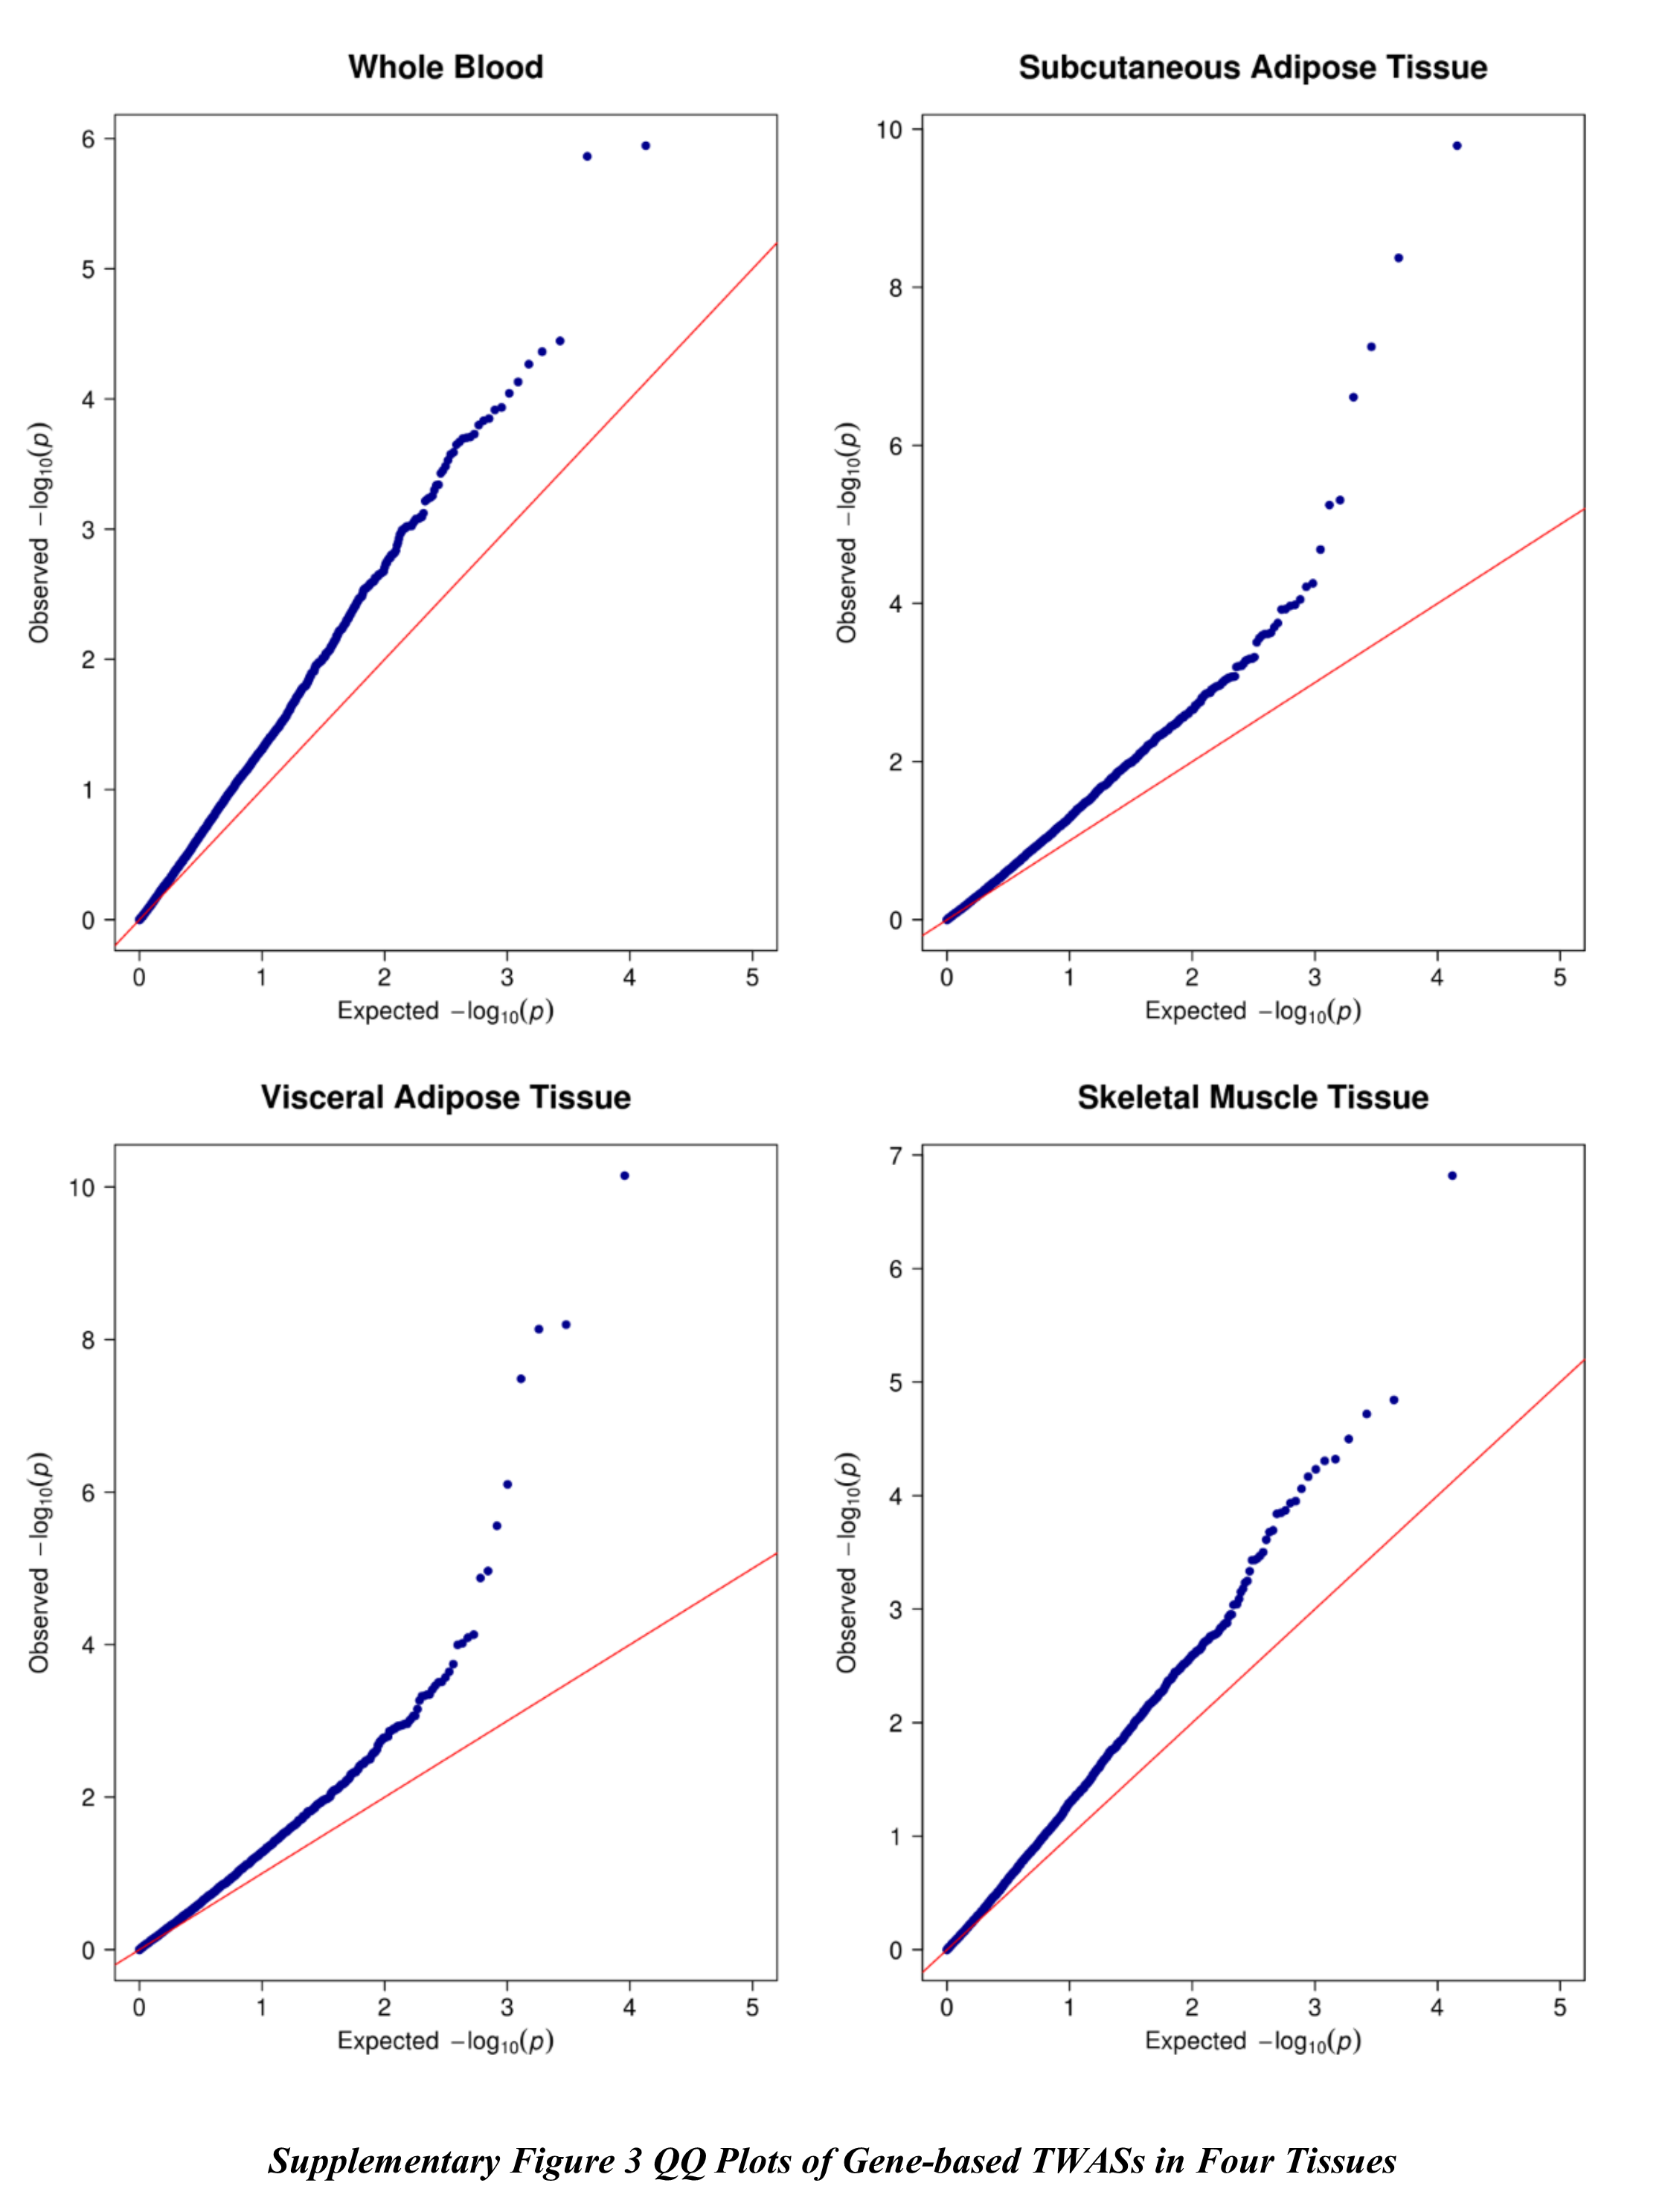 Whole Blood
Observed −log10(p)
6
5
4
3
2
1
0
0 1 2 3 4 5
Expected −log10(p)
Subcutaneous Adipose Tissue
Observed −log10(p)
10
8
6
4
2
0
0 1 2 3 4 5
Expected −log10(p)
Visceral Adipose Tissue
Observed −log10(p)
10
8
6
4
2
0
0 1 2 3 4 5
Expected −log10(p)
Skeletal Muscle Tissue
Observed −log10(p)
7
6
5
4
3
2
1
0
0 1 2 3 4 5
Expected −log10(p)
Supplementary Figure 3 QQ Plots of Gene-based TWASs in Four Tissues